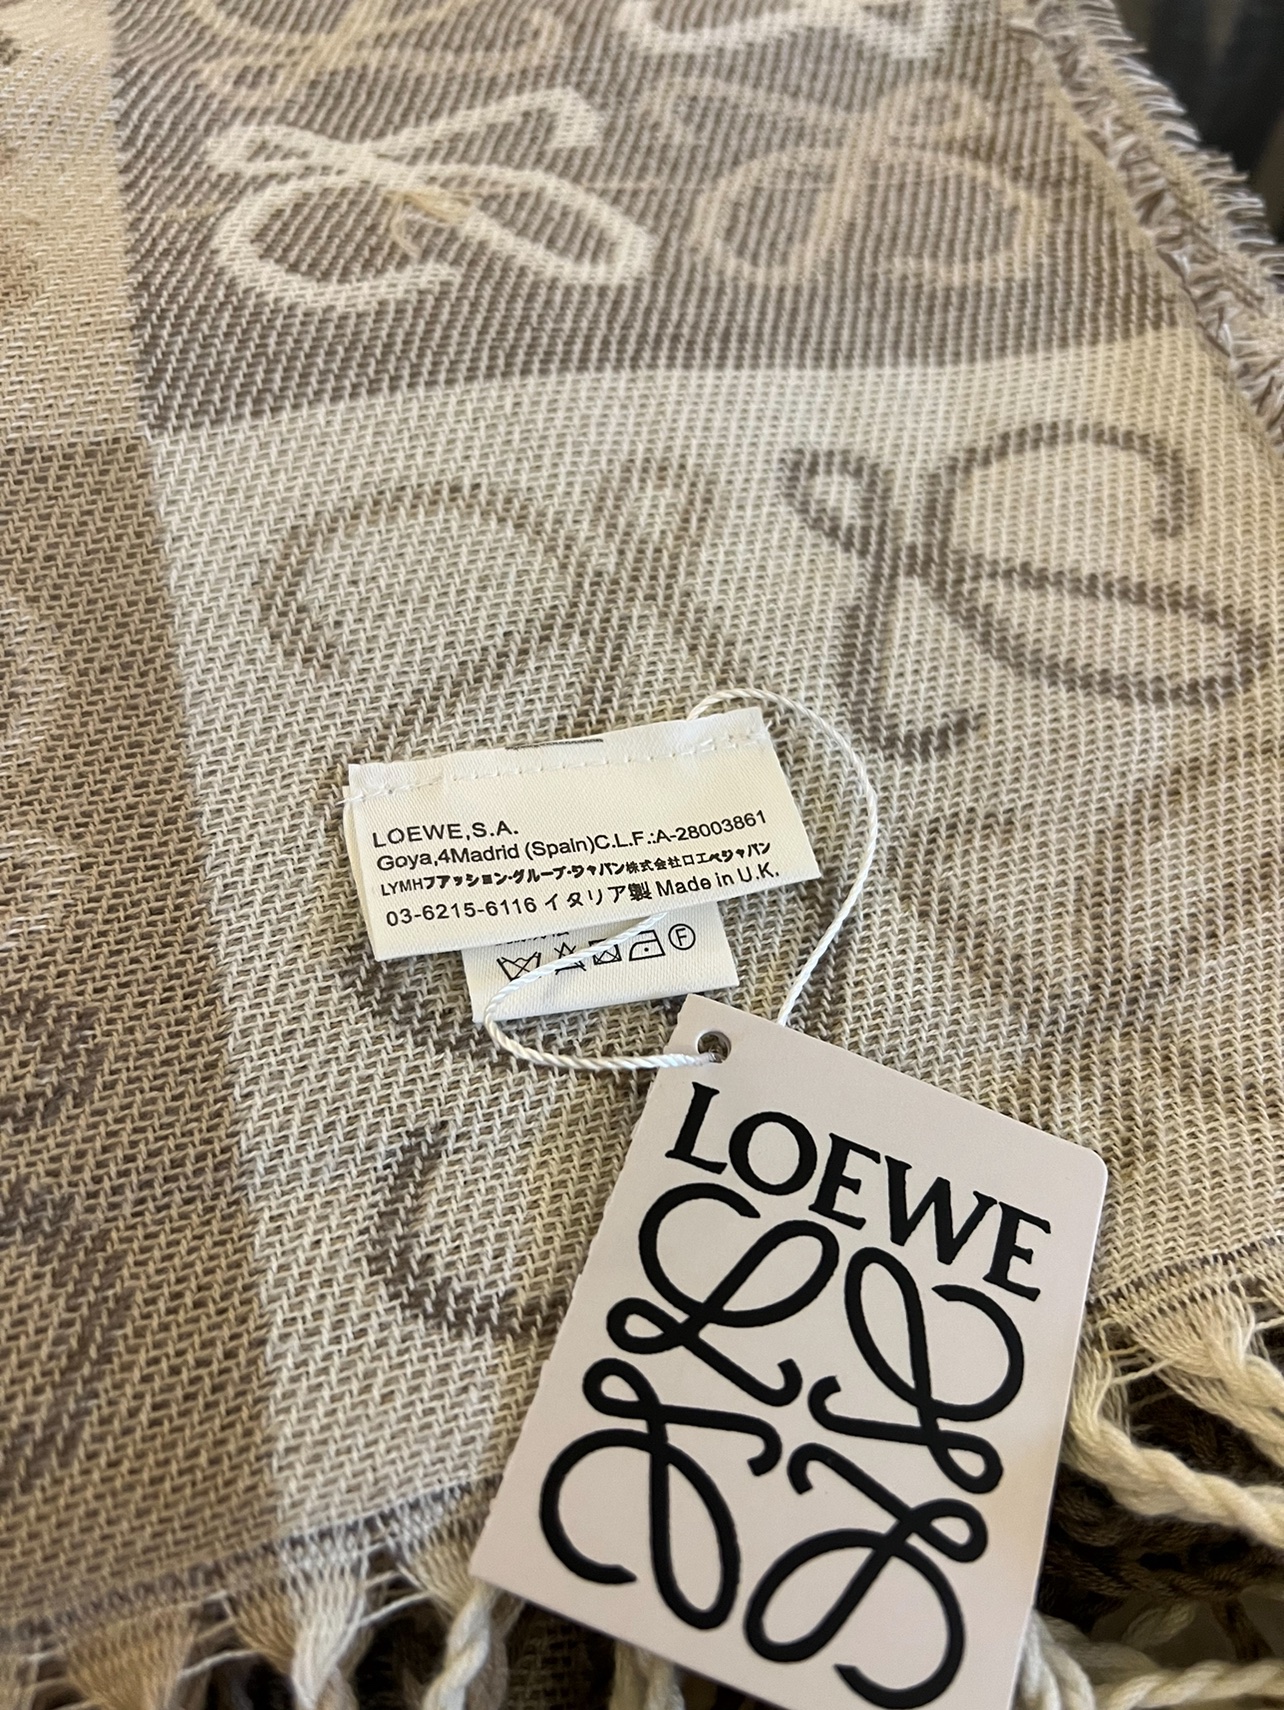 LOEWE,S.A.
Goya,4Madrid (Spain)C.L.F.:A-28003861
LYMHファッション・グループ・ジャパン株式会社ロエベジャパン
03-6215-6116 イタリア製 Made in U.K.
F
LOEWE